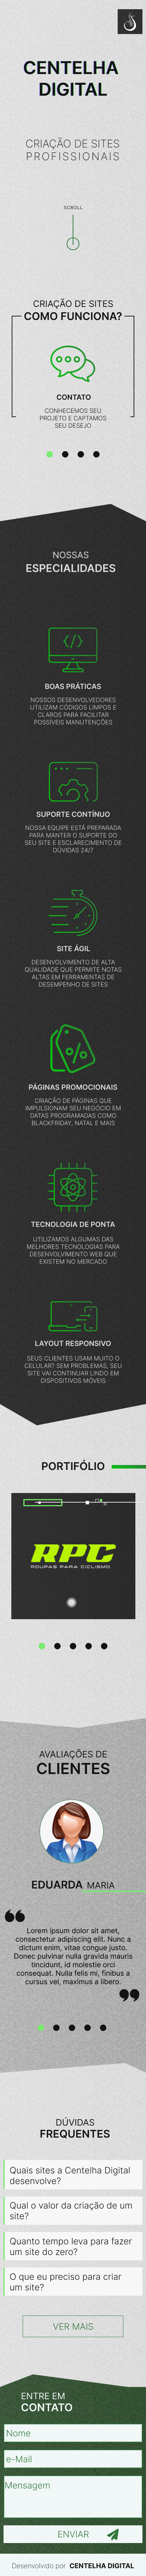 CENTELHA
DIGITAL
CRIAÇÃO DE SITES
PROFISSIONAIS
SCROLL
CRIAÇÃO DE SITES
COMO FUNCIONA?
CONTATO
CONHECEMOS SEU
PROJETO E CAPTAMOS
SEU DESEJO
NOSSAS
ESPECIALIDADES
BOAS PRÁTICAS
NOSSOS DESENVOLVEDORES
UTILIZAM CÓDIGOS LIMPOS E
CLAROS PARA FACILITAR
POSSÍVEIS MANUTENÇÕES
SUPORTE CONTÍNUO
NOSSA EQUIPE ESTÁ PREPARADA
PARA MANTER O SUPORTE DO
SEU SITE E ESCLARECIMENTO DE
DÚVIDAS 24/7
SITE ÁGIL
DESENVOLVIMENTO DE ALTA
QUALIDADE QUE PERMITE NOTAS
ALTAS EM FERRAMENTAS DE
DESEMPENHO DE SITES
PÁGINAS PROMOCIONAIS
CRIAÇÃO DE PÁGINAS QUE
IMPULSIONAM SEU NEGÓCIO EM
DATAS PROGRAMADAS COMO
BLACKFRIDAY, NATAL E MAIS
TECNOLOGIA DE PONTA
UTILIZAMOS ALGUMAS DAS
MELHORES TECNOLOGIAS PARA
DESENVOLVIMENTO WEB QUE
EXISTEM NO MERCADO
LAYOUT RESPONSIVO
SEUS CLIENTES USAM MUITO O
CELULAR? SEM PROBLEMAS, SEU
SITE VAI CONTINUAR LINDO EM
DISPOSITIVOS MÓVEIS
PORTIFÓLIO
RPC
ROUPAS PARA CICLISMO
AVALIAÇÕES DE
CLIENTES
EDUARDA MARIA
Lorem ipsum dolor sit amet,
consectetur adipiscing elit. Nunc a
dictum enim, vitae congue justo.
Donec pulvinar nulla gravida mauris
tincidunt, id molestie orci
consequat. Nulla felis mi, finibus a
cursus vel, maximus a libero.
DÚVIDAS
FREQUENTES
Quais sites a Centelha Digital
desenvolve?
Qual o valor da criação de um
site?
Quanto tempo leva para fazer
um site do zero?
O que eu preciso para criar
um site?
VER MAIS
ENTRE EM
CONTATO
Nome
e-Mail
Mensagem
ENVIAR
Desenvolvido por CENTELHA DIGITAL